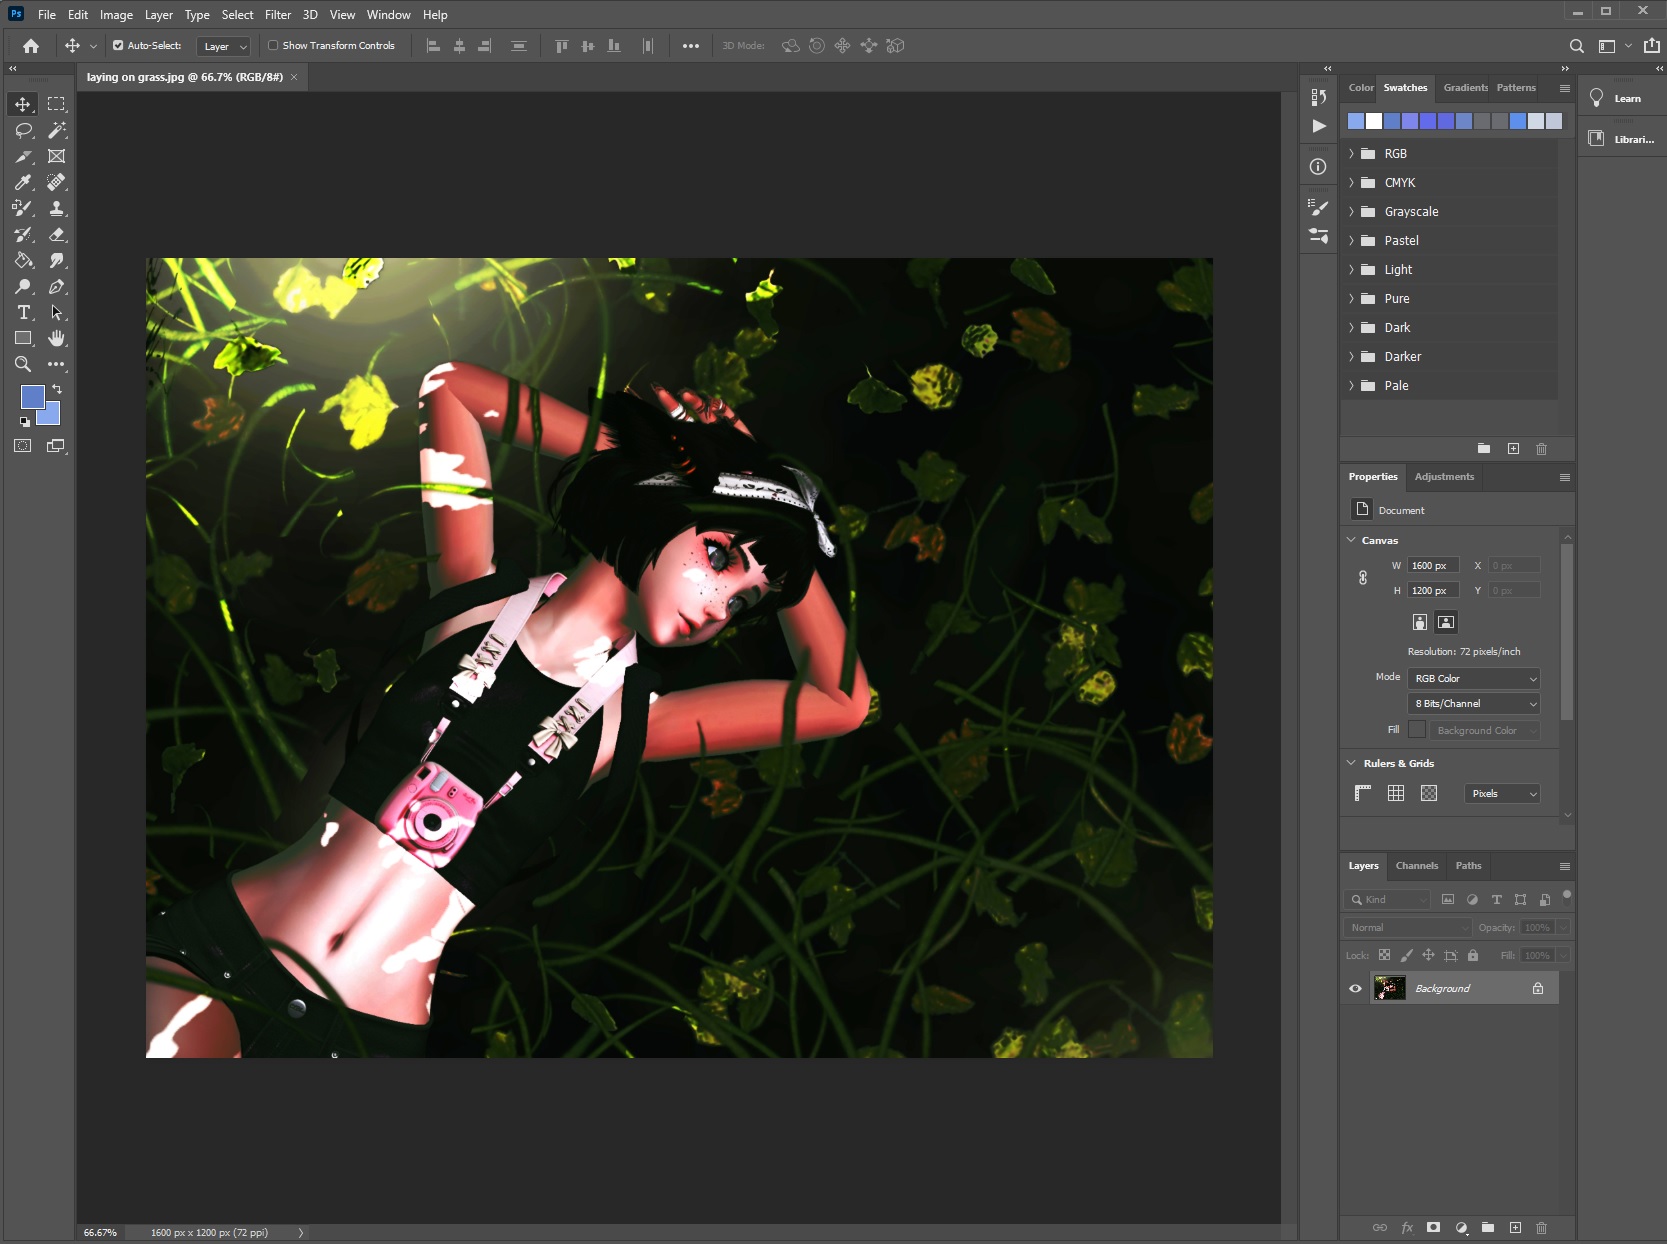 Ps File Edit Image Layer Type Select Filter 3D View Window Help
Auto-Select: Layer Show Transform Controls 3D Mode:
laying on grass.jpg @ 66.7% (RGB/8#) ×
Color Swatches Gradients Patterns
Learn
Librari...
RGB
CMYK
Grayscale
Pastel
Light
Pure
Dark
Darker
Pale
Properties Adjustments
Document
Canvas
W 1600 px X 0 px
H 1200 px Y 0 px
Resolution: 72 pixels/inch
Mode RGB Color
8 Bits/Channel
Fill Background Color
Rulers & Grids
Pixels
Layers Channels Paths
Kind
Normal Opacity: 100%
Lock: Fill: 100%
Background
fx
66.67% 1600 px x 1200 px (72 ppi)